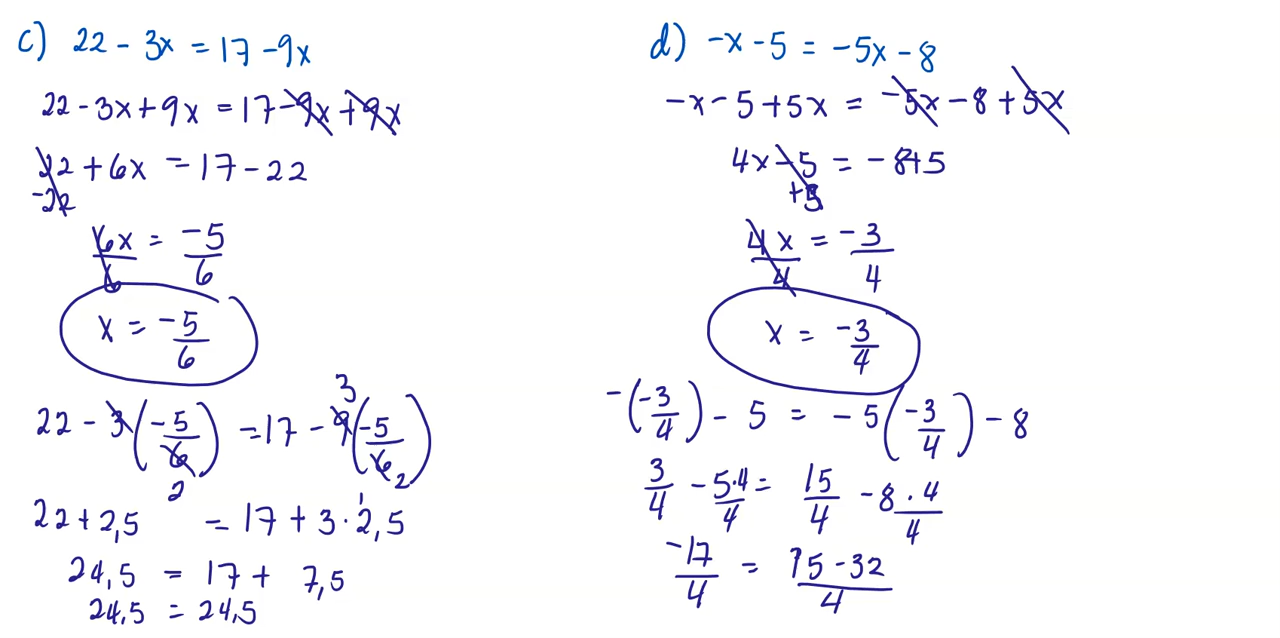 c) 22 - 3x = 17 - 9x
22 - 3x + 9x = 17 - 9x + 9x
22 + 6x = 17 - 22
-22
6x/6 = -5/6
x = -5/6
3
22 - 3(-5/6) = 17 - 9(-5/6)
2 2
22 + 2,5 = 17 + 3 · 2,5
1
24,5 = 17 + 7,5
24,5 = 24,5
d) -x - 5 = -5x - 8
-x - 5 + 5x = -5x - 8 + 5x
4x - 5 = -8+5
+5
4x/4 = -3/4
x = -3/4
-(-3/4) - 5 = -5(-3/4) - 8
3/4 - 5·4/4 = 15/4 - 8·4/4
-17/4 = 15-32/4